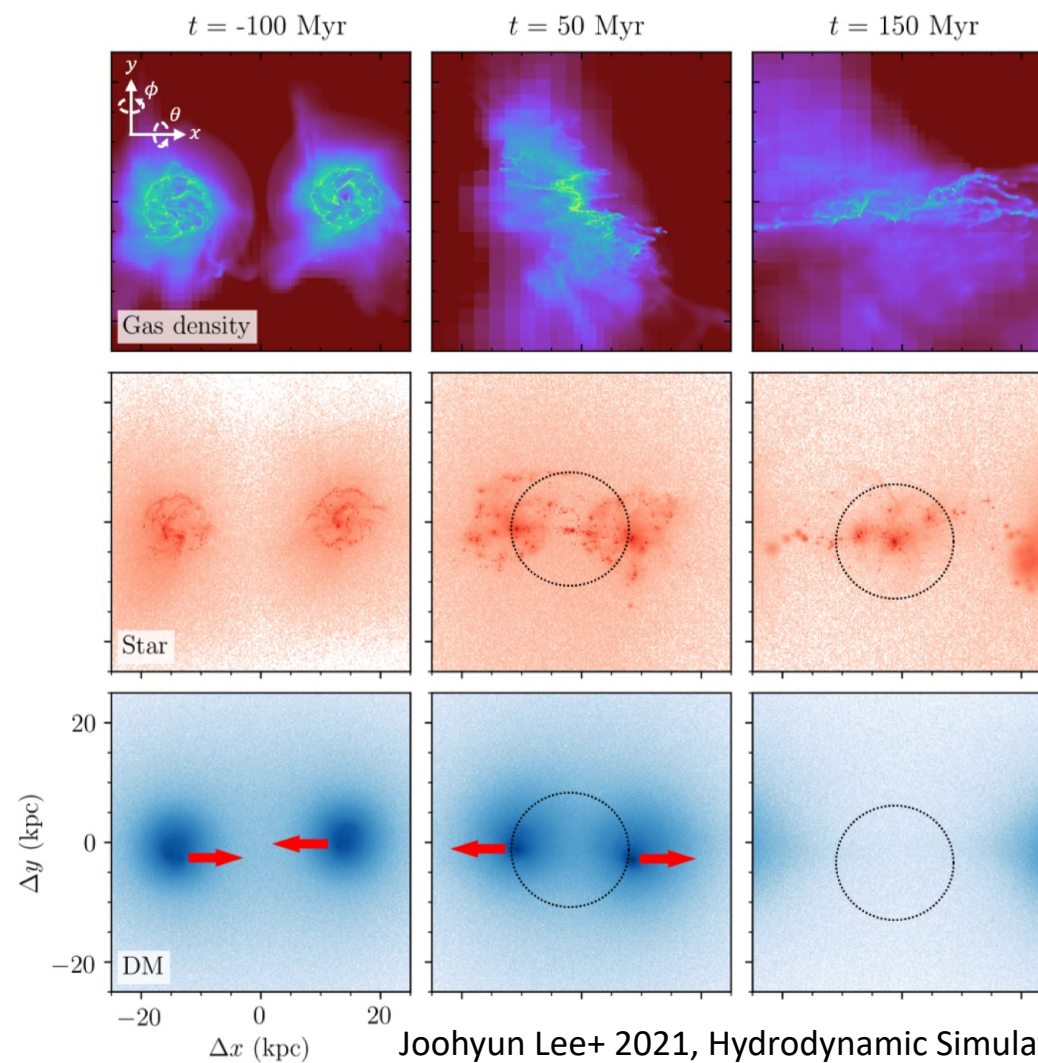 t = -100 Myr
t = 50 Myr
t = 150 Myr
y
ϕ
θ
x
Gas density
Star
20
0
−20
Δy (kpc)
DM
−20
0
20
Δx (kpc)
Joohyun Lee+ 2021, Hydrodynamic Simula